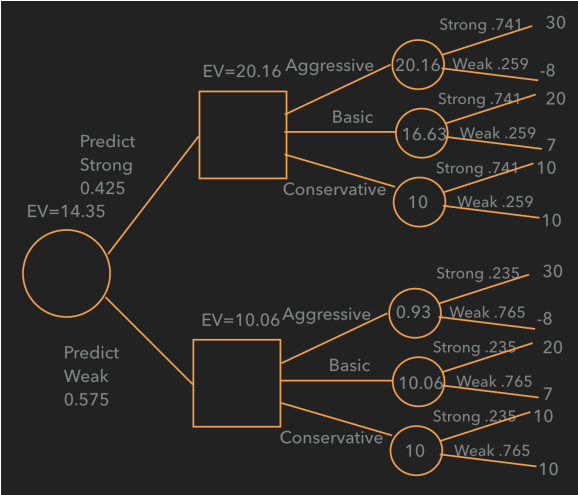 Strong .741 30
EV=20.16 Aggressive 20.16 Weak .259 -8
Strong .741 20
Predict
Strong
0.425
Basic 16.63 Weak .259 7
Strong .741 10
Conservative 10 Weak .259 10
EV=14.35
Strong .235 30
EV=10.06 Aggressive 0.93 Weak .765 -8
Strong .235 20
Predict
Weak
0.575
Basic 10.06 Weak .765 7
Strong .235 10
Conservative 10 Weak .765 10